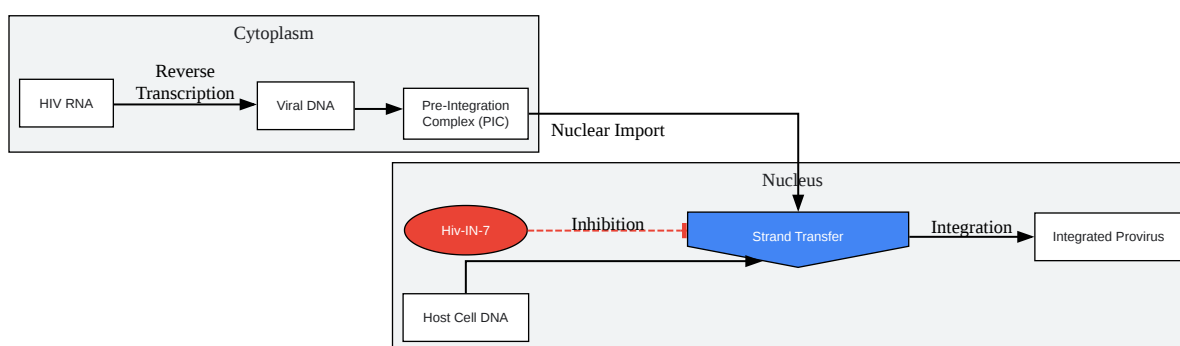 Cytoplasm
Reverse
Transcription
HIV RNA
Viral DNA
Pre-Integration
Complex (PIC)
Nuclear Import
Nucleus
Hiv-IN-7
Inhibition
Strand Transfer
Integration
Integrated Provirus
Host Cell DNA